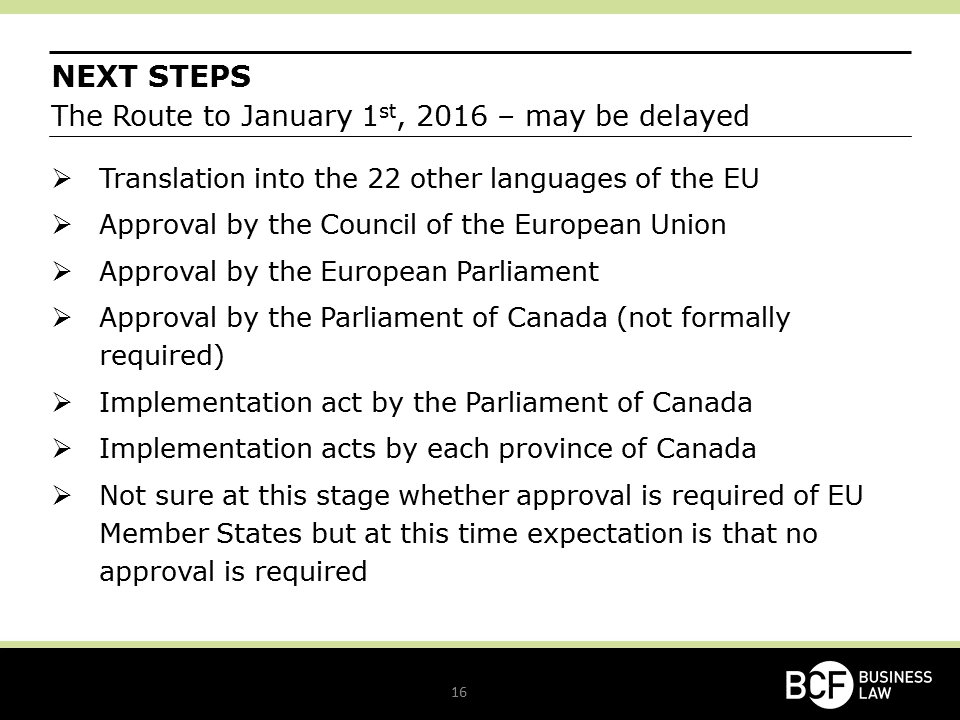 NEXT STEPS
The Route to January 1st, 2016 – may be delayed
➢ Translation into the 22 other languages of the EU
➢ Approval by the Council of the European Union
➢ Approval by the European Parliament
➢ Approval by the Parliament of Canada (not formally
required)
➢ Implementation act by the Parliament of Canada
➢ Implementation acts by each province of Canada
➢ Not sure at this stage whether approval is required of EU
Member States but at this time expectation is that no
approval is required
16
BCF BUSINESS
LAW